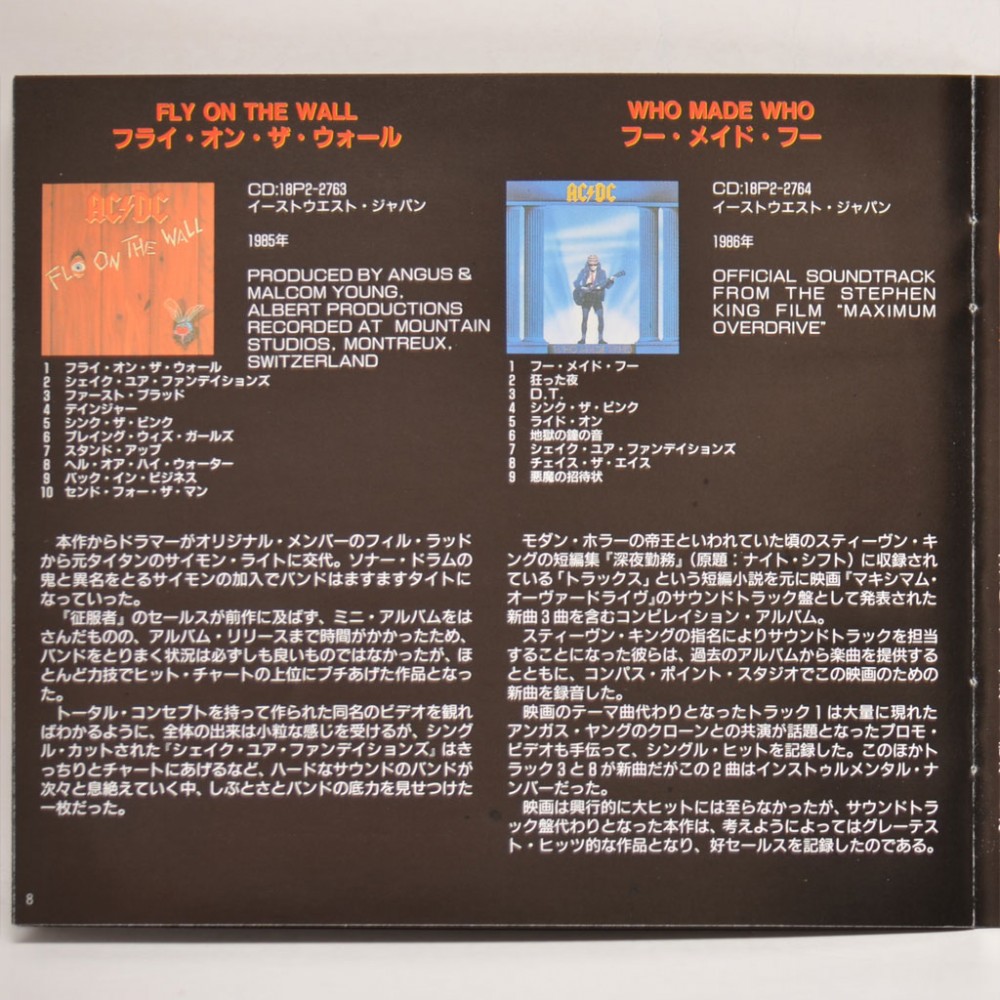 FLY ON THE WALL
フライ・オン・ザ・ウォール
AC/DC
FLY ON THE WALL
CD:18P2-2763
イーストウエスト・ジャパン
1985年
PRODUCED BY ANGUS &
MALCOM YOUNG,
ALBERT PRODUCTIONS
RECORDED AT MOUNTAIN
STUDIOS, MONTREUX,
SWITZERLAND
1 フライ・オン・ザ・ウォール
2 シェイク・ユア・ファンデイションズ
3 ファースト・ブラッド
4 デインジャー
5 シンク・ザ・ピンク
6 プレイング・ウィズ・ガールズ
7 スタンド・アップ
8 ヘル・オア・ハイ・ウォーター
9 バック・イン・ビジネス
10 センド・フォー・ザ・マン
本作からドラマーがオリジナル・メンバーのフィル・ラッド
から元タイタンのサイモン・ライトに交代。ソナー・ドラムの
鬼と異名をとるサイモンの加入でバンドはますますタイトに
なっていった。
『征服者』のセールスが前作に及ばず、ミニ・アルバムをは
さんだものの、アルバム・リリースまで時間がかかったため、
バンドをとりまく状況は必ずしも良いものではなかったが、ほ
とんど力技でヒット・チャートの上位にブチあげた作品となっ
た。
トータル・コンセプトを持って作られた同名のビデオを観れ
ばわかるように、全体の出来は小粒な感じを受けるが、シング
ル・カットされた『シェイク・ユア・ファンデイションズ』はき
っちりとチャートにあげるなど、ハードなサウンドのバンドが
次々と息絶えていく中、しぶとさとバンドの底力を見せつけた
一枚だった。
8
WHO MADE WHO
フー・メイド・フー
AC/DC
CD:18P2-2764
イーストウエスト・ジャパン
1986年
OFFICIAL SOUNDTRACK
FROM THE STEPHEN
KING FILM "MAXIMUM
OVERDRIVE"
1 フー・メイド・フー
2 狂った夜
3 D.T.
4 シンク・ザ・ピンク
5 ライド・オン
6 地獄の鐘の音
7 シェイク・ユア・ファンデイションズ
8 チェイス・ザ・エイス
9 悪魔の招待状
モダン・ホラーの帝王といわれていた頃のスティーヴン・キ
ングの短編集『深夜勤務』(原題:ナイト・シフト)に収録され
ている「トラックス」という短編小説を元に映画『マキシマム・
オーヴァードライヴ』のサウンドトラック盤として発表された
新曲3曲を含むコンピレイション・アルバム。
スティーヴン・キングの指名によりサウンドトラックを担当
することになった彼らは、過去のアルバムから楽曲を提供する
とともに、コンパス・ポイント・スタジオでこの映画のための
新曲を録音した。
映画のテーマ曲代わりとなったトラック1は大量に現れた
アンガス・ヤングのクローンとの共演が話題となったプロモ・
ビデオも手伝って、シングル・ヒットを記録した。このほかト
ラック3と8が新曲だがこの2曲はインストゥルメンタル・ナ
ンバーだった。
映画は興行的に大ヒットには至らなかったが、サウンドトラ
ック盤代わりとなった本作は、考えようによってはグレーテス
ト・ヒッツ的な作品となり、好セールスを記録したのである。